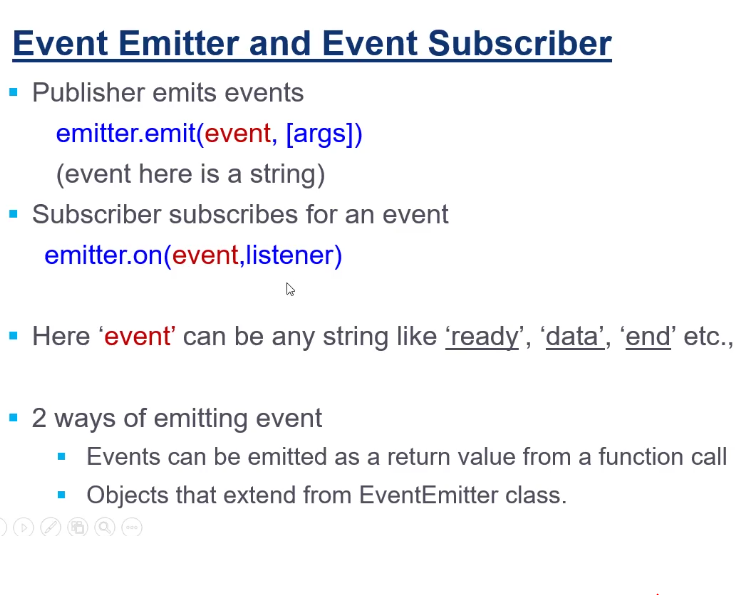 Event Emitter and Event Subscriber
Publisher emits events
emitter.emit(event, [args])
(event here is a string)
Subscriber subscribes for an event
emitter.on(event,listener)
Here ‘event’ can be any string like ‘ready’, ‘data’, ‘end’ etc.,
2 ways of emitting event
Events can be emitted as a return value from a function call
Objects that extend from EventEmitter class.